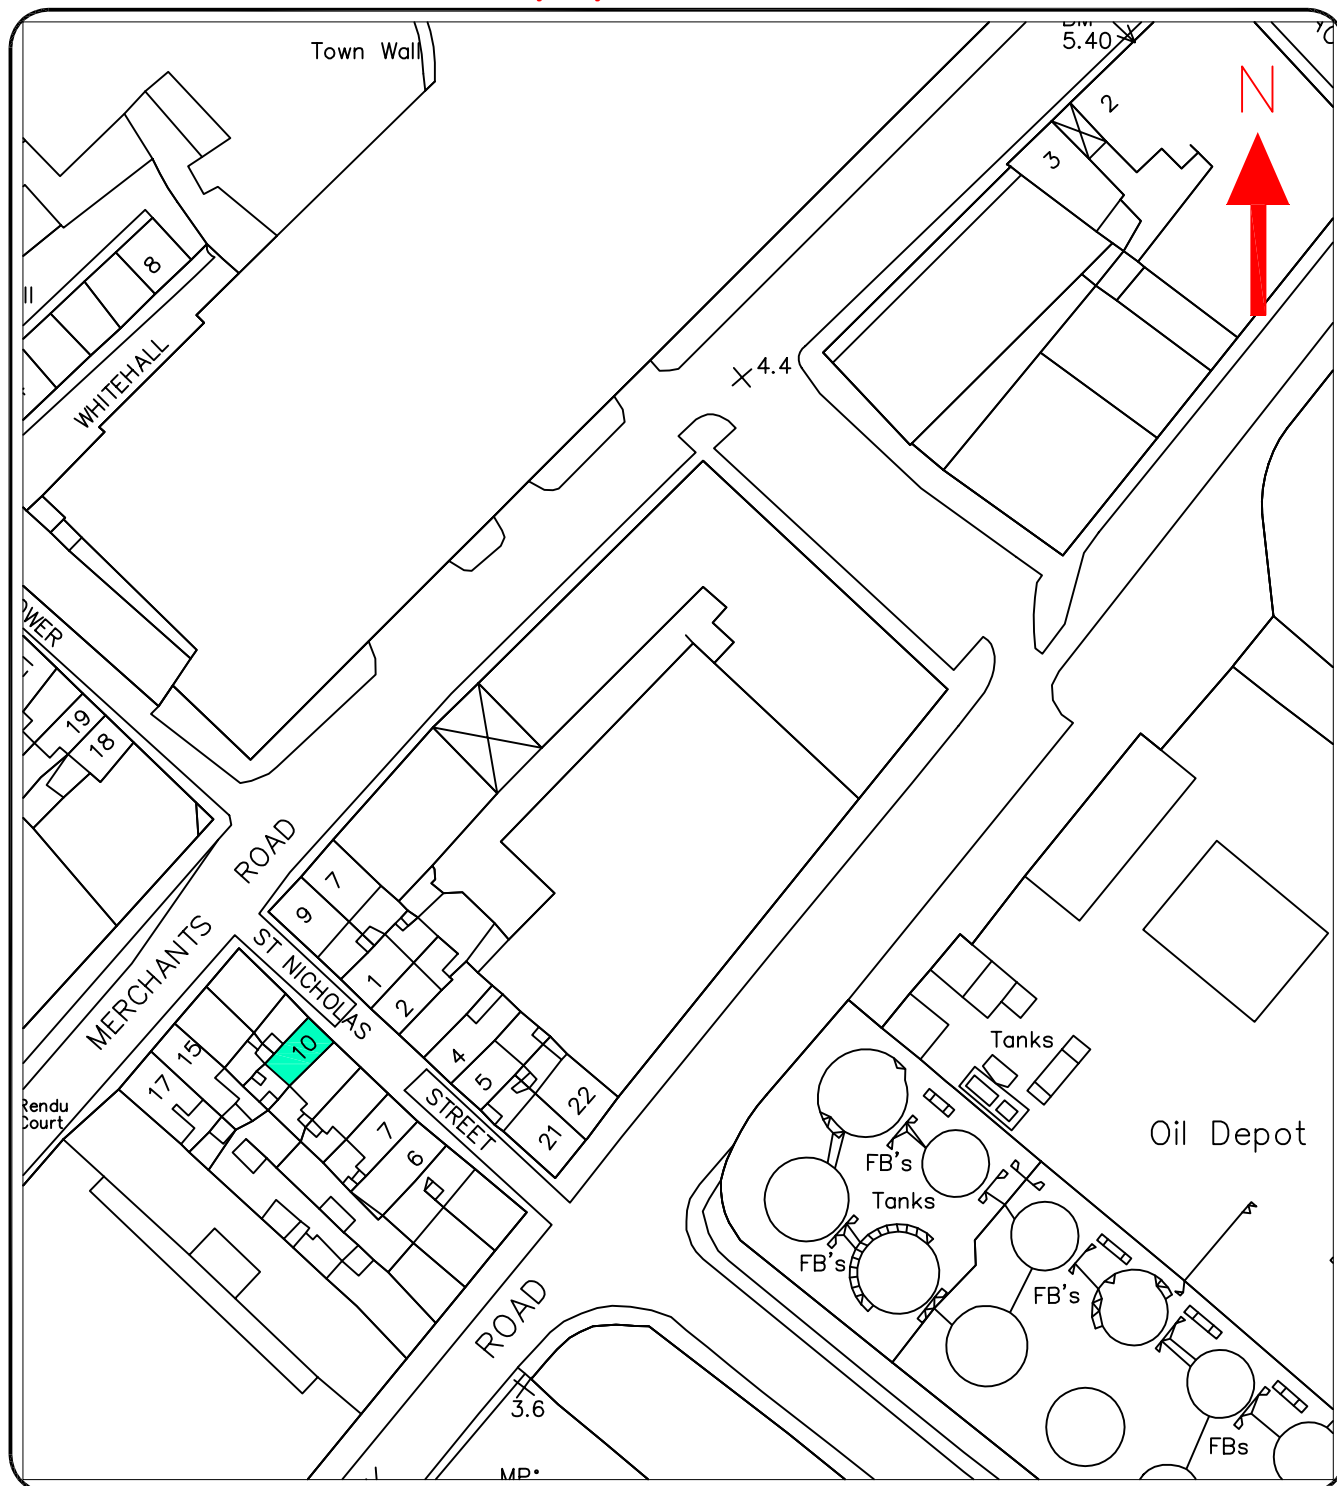 Town Wall
5.40
N
2
3
8
WHITEHALL
4.4
19
18
ROAD
7
9
MERCHANTS
ST NICHOLAS
1
2
10
15
17
4
5
22
21
STREET
7
6
Rendu
Court
Tanks
Oil Depot
FB's
Tanks
FB's
FB's
ROAD
3.6
FBs